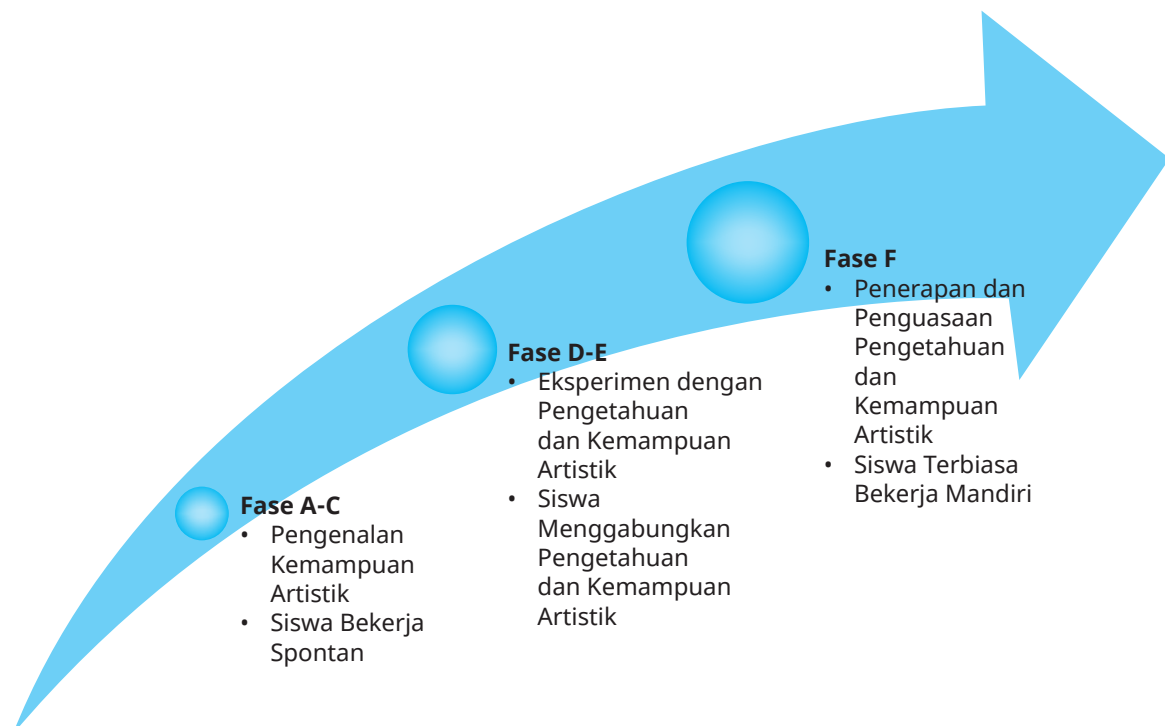 Fase A-C
• Pengenalan
Kemampuan
Artistik
• Siswa Bekerja
Spontan
Fase D-E
• Eksperimen dengan
Pengetahuan
dan Kemampuan
Artistik
• Siswa
Menggabungkan
Pengetahuan
dan Kemampuan
Artistik
Fase F
• Penerapan dan
Penguasaan
Pengetahuan
dan
Kemampuan
Artistik
• Siswa Terbiasa
Bekerja Mandiri